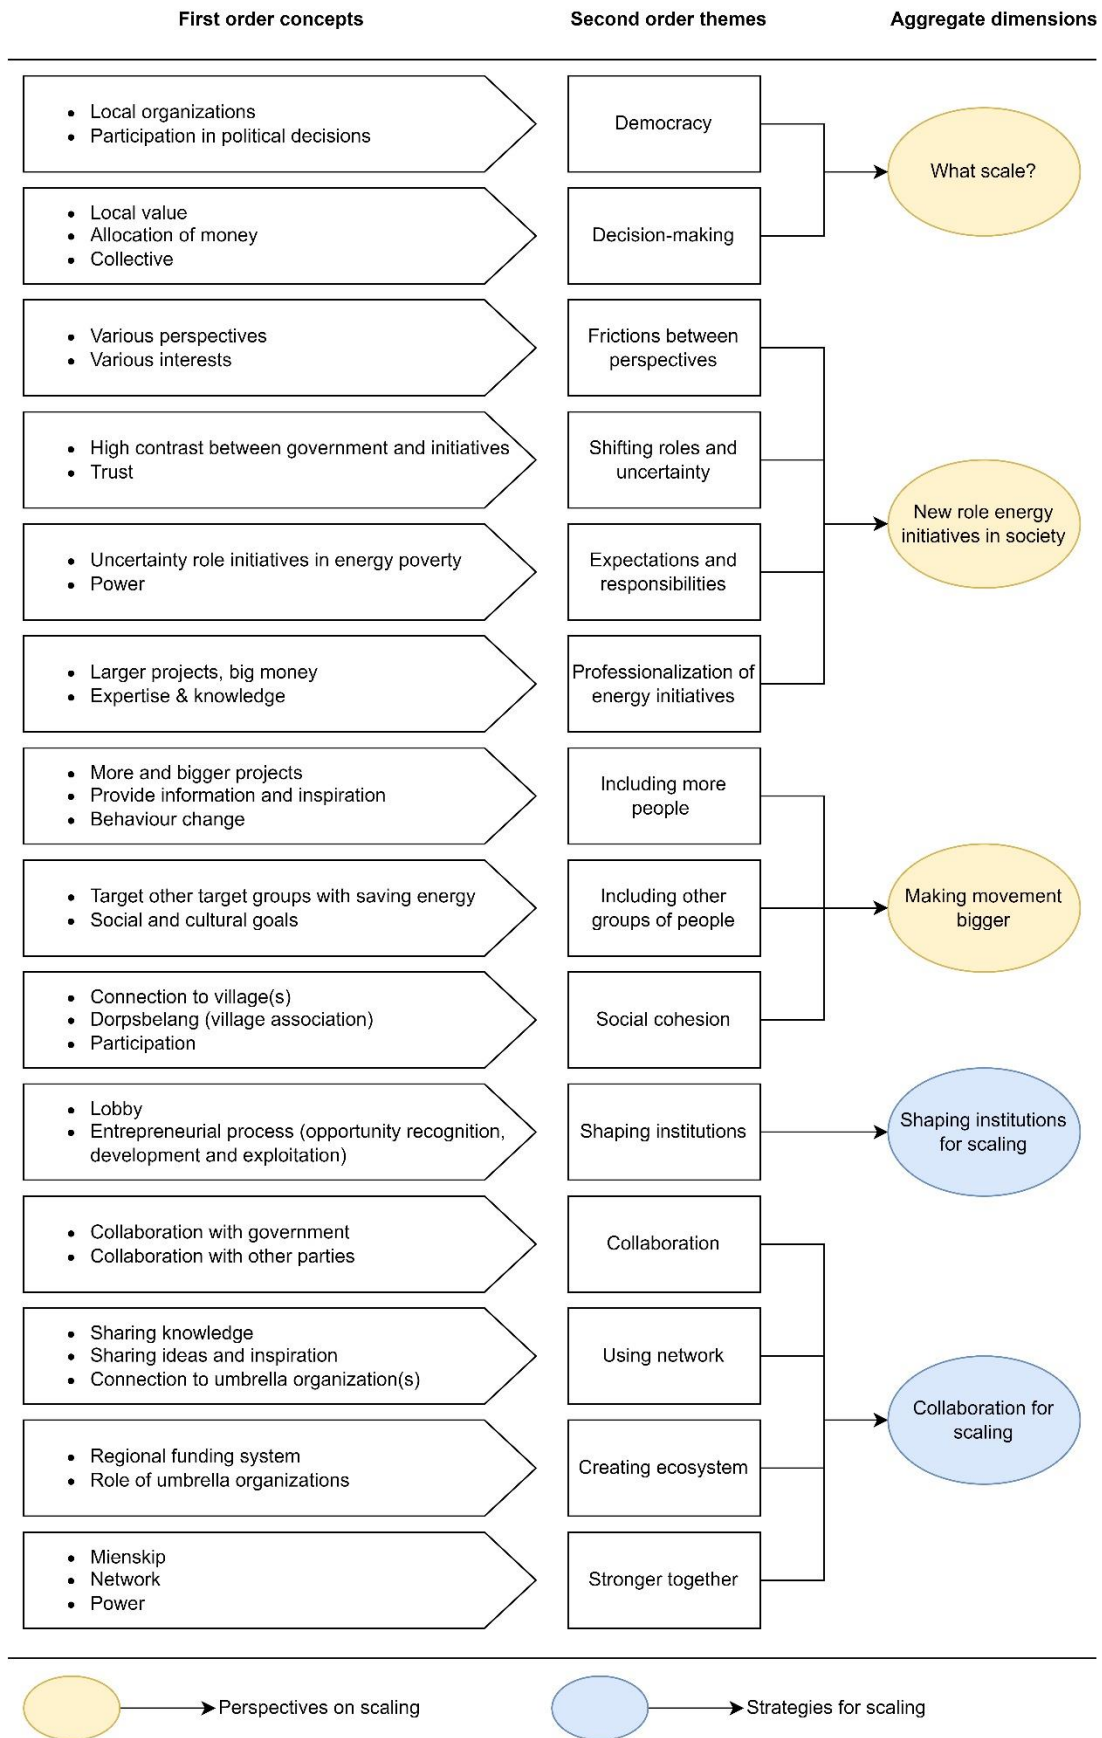 First order concepts
Second order themes
Aggregate dimensions
• Local organizations
• Participation in political decisions
Democracy
What scale?
• Local value
• Allocation of money
• Collective
Decision-making
• Various perspectives
• Various interests
Frictions between
perspectives
• High contrast between government and initiatives
• Trust
Shifting roles and
uncertainty
New role energy
initiatives in society
• Uncertainty role initiatives in energy poverty
• Power
Expectations and
responsibilities
• Larger projects, big money
• Expertise & knowledge
Professionalization of
energy initiatives
• More and bigger projects
• Provide information and inspiration
• Behaviour change
Including more
people
• Target other target groups with saving energy
• Social and cultural goals
Including other
groups of people
Making movement
bigger
• Connection to village(s)
• Dorpsbelang (village association)
• Participation
Social cohesion
• Lobby
• Entrepreneurial process (opportunity recognition,
development and exploitation)
Shaping institutions
Shaping institutions
for scaling
• Collaboration with government
• Collaboration with other parties
Collaboration
• Sharing knowledge
• Sharing ideas and inspiration
• Connection to umbrella organization(s)
Using network
Collaboration for
scaling
• Regional funding system
• Role of umbrella organizations
Creating ecosystem
• Mienskip
• Network
• Power
Stronger together
Perspectives on scaling
Strategies for scaling